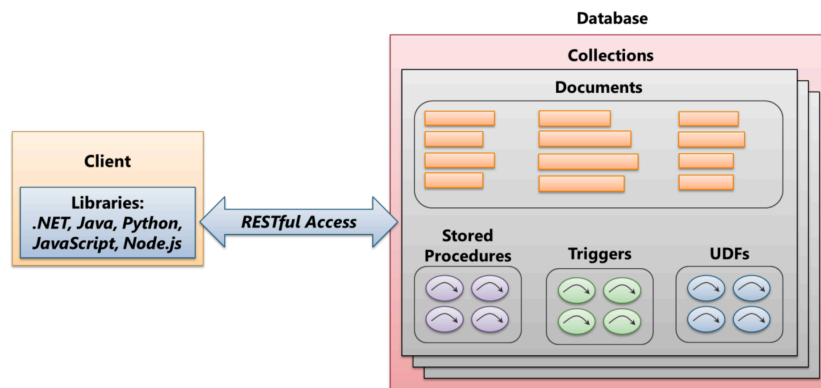 Database
Collections
Documents
Client
Libraries:
.NET, Java, Python,
JavaScript, Node.js
RESTful Access
Stored
Procedures
Triggers
UDFs